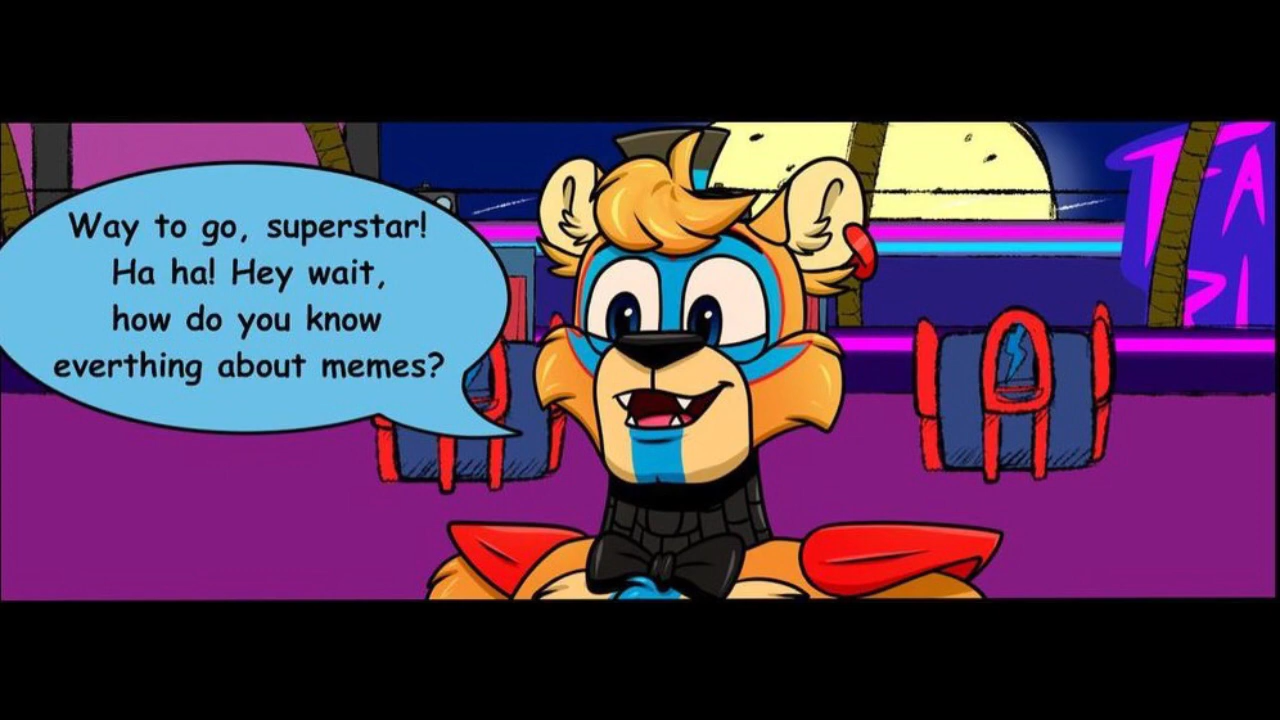 Way to go, superstar!
Ha ha! Hey wait,
how do you know
everthing about memes?